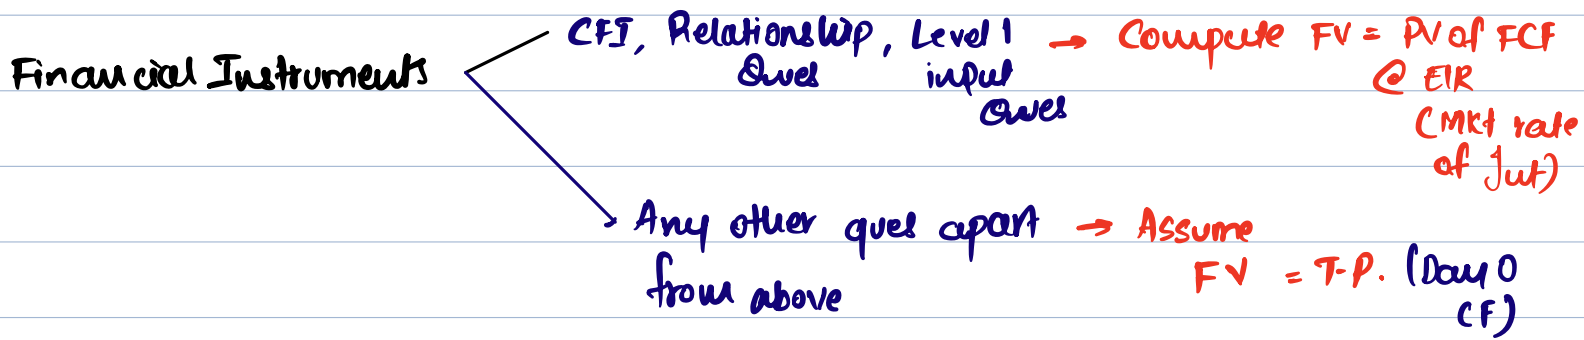 Financial Instruments
CFI, Relationship Ques, Level 1 input Ques → Compute FV = PV of FCF @ EIR (Mkt rate of Int)
Any other ques apart from above → Assume FV = T.P. (Day 0 CF)